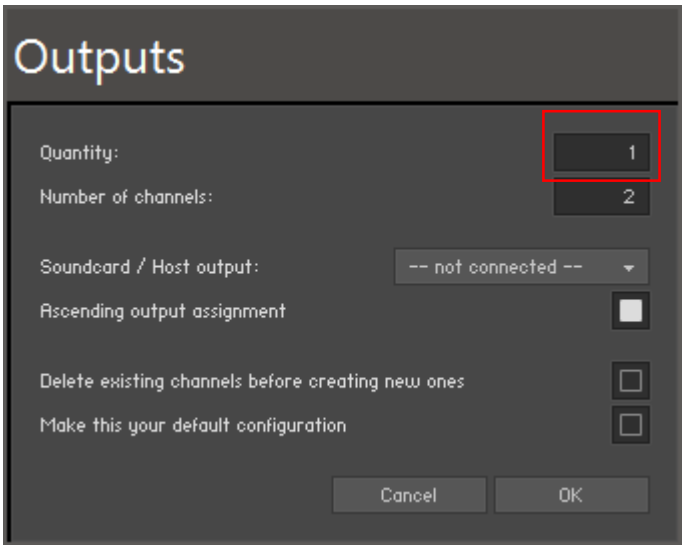 Outputs
Quantity: 1
Number of channels: 2
Soundcard / Host output: -- not connected --
Ascending output assignment
Delete existing channels before creating new ones
Make this your default configuration
Cancel OK